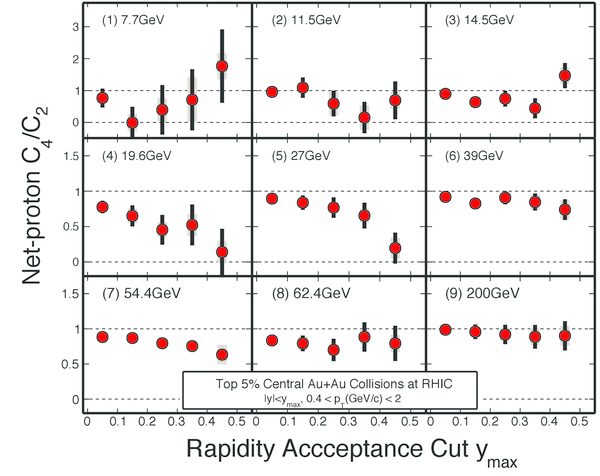 (1) 7.7GeV (2) 11.5GeV (3) 14.5GeV
3
2
1
0
(4) 19.6GeV (5) 27GeV (6) 39GeV
1.5
1
0.5
0
Net-proton C4/C2
(7) 54.4GeV (8) 62.4GeV (9) 200GeV
1.5
1
0.5
0
Top 5% Central Au+Au Collisions at RHIC
|y|<ymax, 0.4 < pT(GeV/c) < 2
0 0.1 0.2 0.3 0.4 0.5 0 0.1 0.2 0.3 0.4 0.5 0 0.1 0.2 0.3 0.4 0.5
Rapidity Accceptance Cut ymax